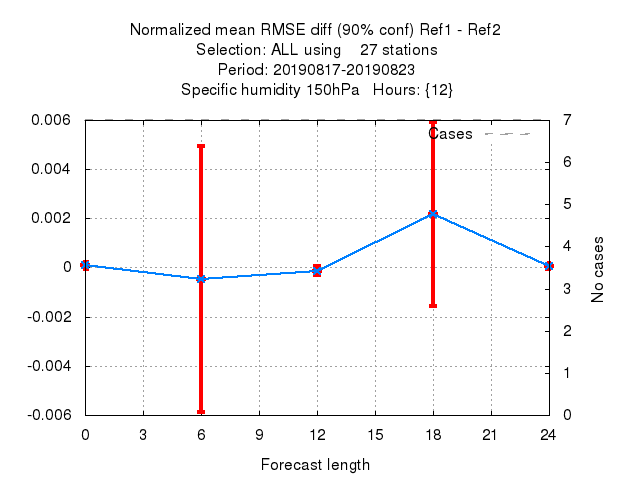 Normalized mean RMSE diff (90% conf) Ref1 - Ref2
Selection: ALL using 27 stations
Period: 20190817-20190823
Specific humidity 150hPa Hours: {12}
0.006
0.004
0.002
0
-0.002
-0.004
-0.006
Cases
7
6
5
4
3
2
1
0
No cases
0 3 6 9 12 15 18 21 24
Forecast length